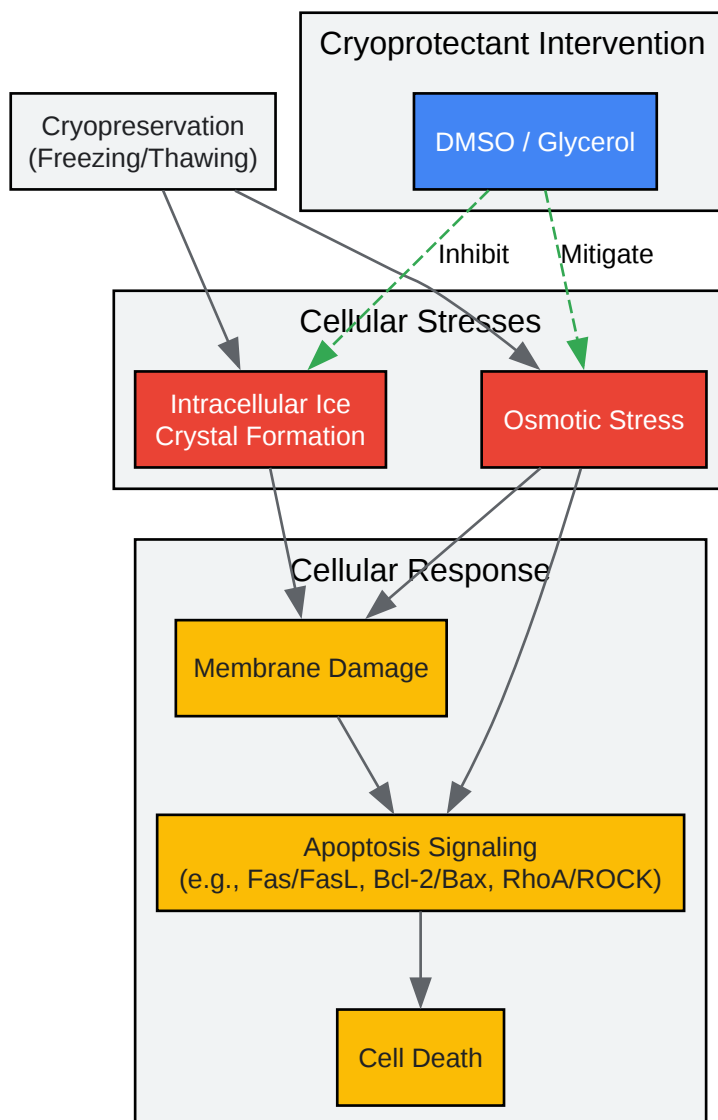 Cryoprotectant Intervention
Cryopreservation
(Freezing/Thawing)
DMSO / Glycerol
Inhibit
Mitigate
Cellular Stresses
Intracellular Ice
Crystal Formation
Osmotic Stress
Cellular Response
Membrane Damage
Apoptosis Signaling
(e.g., Fas/FasL, Bcl-2/Bax, RhoA/ROCK)
Cell Death